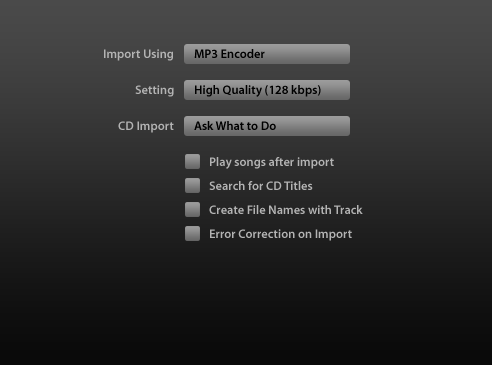 Import Using MP3 Encoder
Setting High Quality (128 kbps)
CD Import Ask What to Do
Play songs after import
Search for CD Titles
Create File Names with Track
Error Correction on Import